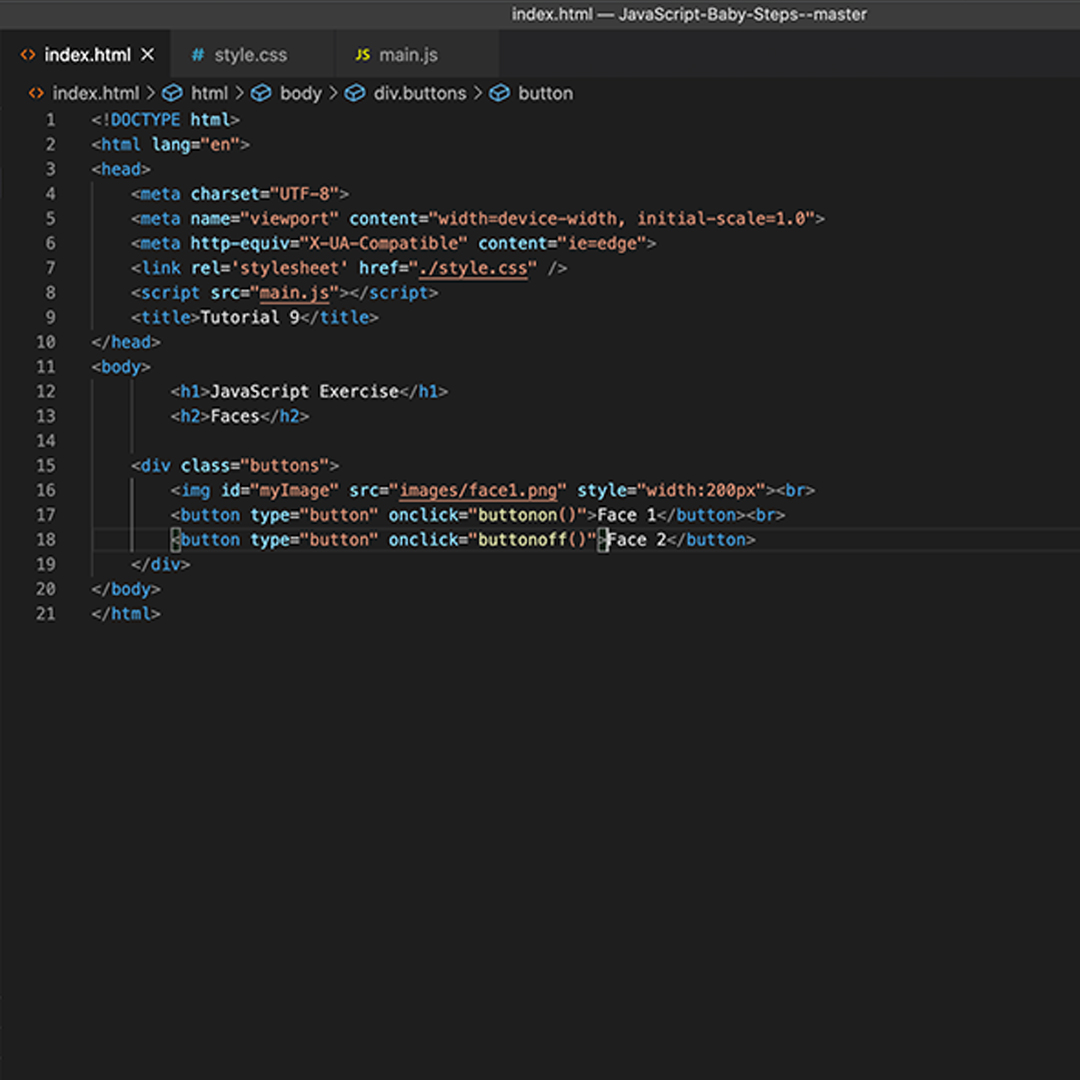 index.html — JavaScript-Baby-Steps--master
<> index.html × # style.css JS main.js
<> index.html > html > body > div.buttons > button
1 <!DOCTYPE html>
2 <html lang="en">
3 <head>
4 <meta charset="UTF-8">
5 <meta name="viewport" content="width=device-width, initial-scale=1.0">
6 <meta http-equiv="X-UA-Compatible" content="ie=edge">
7 <link rel='stylesheet' href="./style.css" />
8 <script src="main.js"></script>
9 <title>Tutorial 9</title>
10 </head>
11 <body>
12 <h1>JavaScript Exercise</h1>
13 <h2>Faces</h2>
14
15 <div class="buttons">
16 <img id="myImage" src="images/face1.png" style="width:200px"><br>
17 <button type="button" onclick="buttonon()">Face 1</button><br>
18 <button type="button" onclick="buttonoff()">Face 2</button>
19 </div>
20 </body>
21 </html>